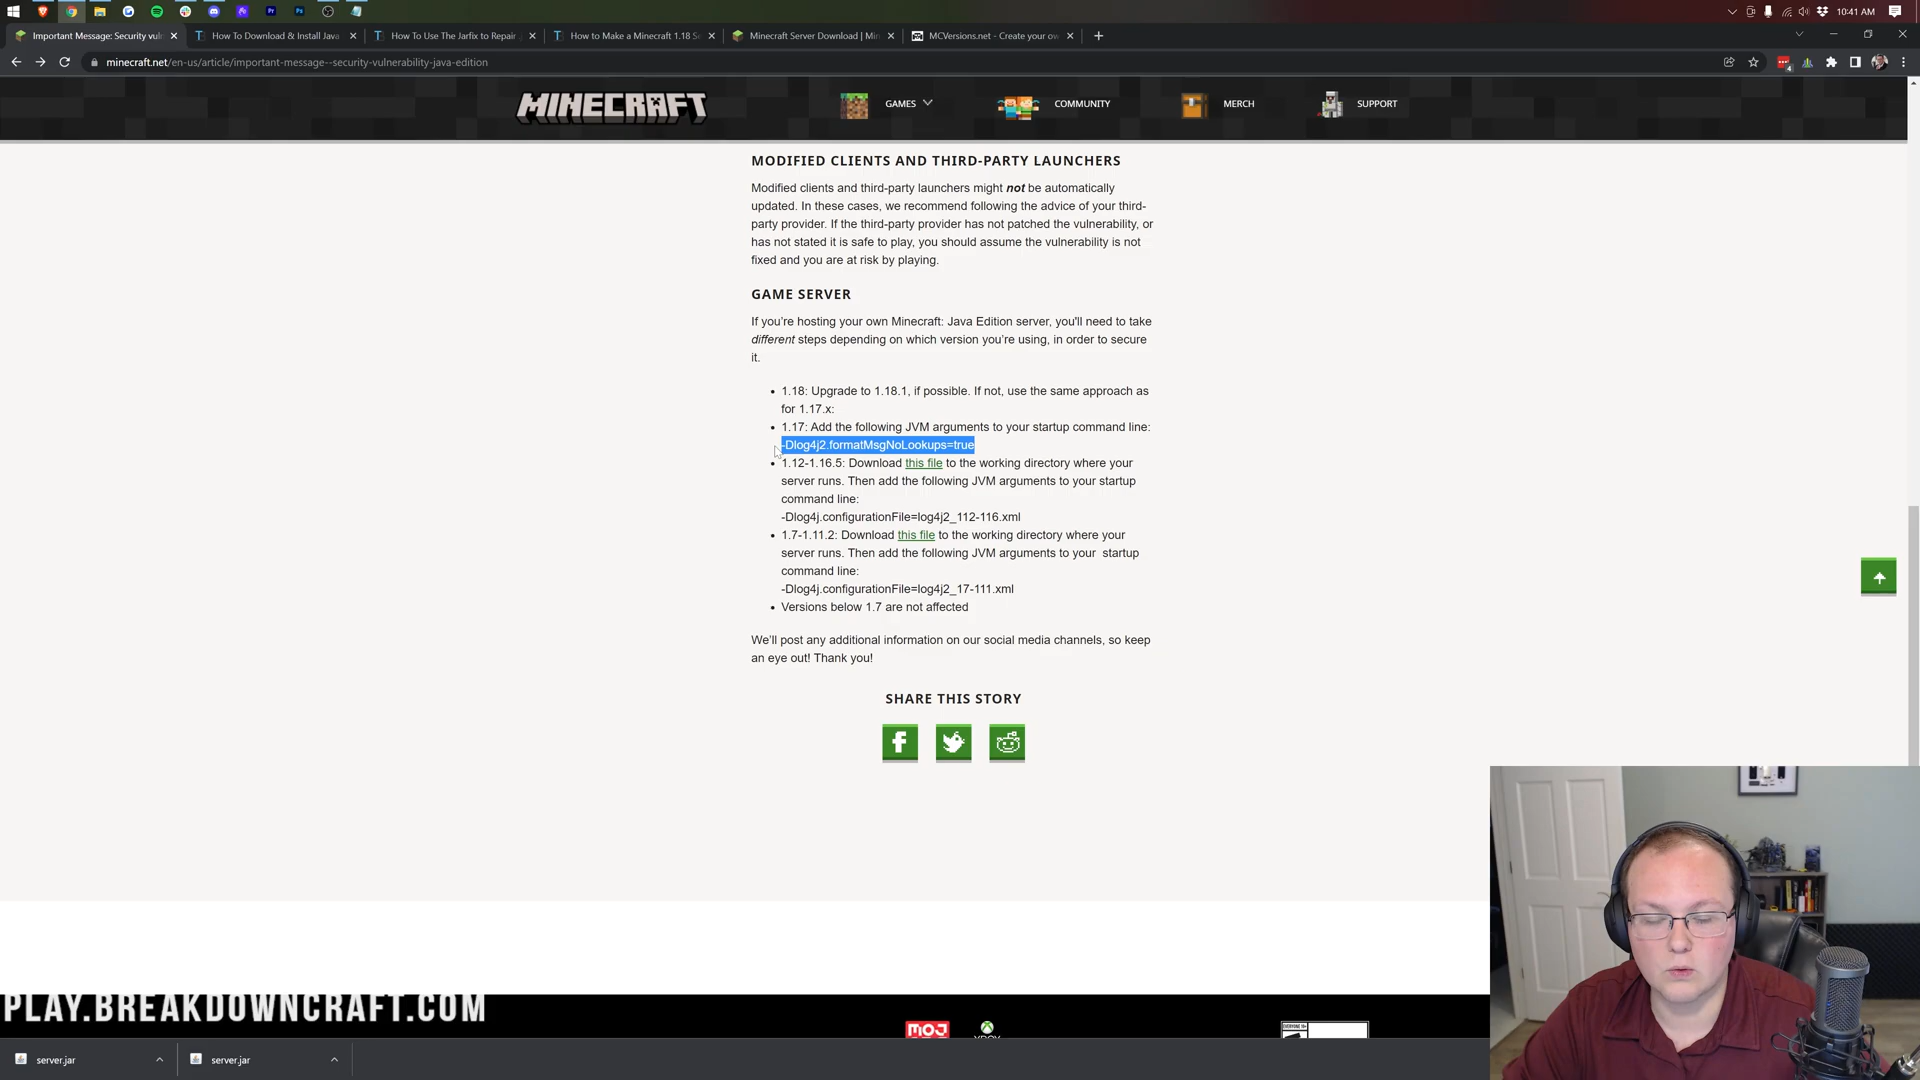 10:41 AM
Important Message: Security vul
How To Download & Install Java
How To Use The Jarfix to Repair
How to Make a Minecraft 1.18 S
Minecraft Server Download | Min
MCVersions.net - Create your ow
minecraft.net/en-us/article/important-message--security-vulnerability-java-edition
MINECRAFT
GAMES
COMMUNITY
MERCH
SUPPORT
MODIFIED CLIENTS AND THIRD-PARTY LAUNCHERS
Modified clients and third-party launchers might not be automatically
updated. In these cases, we recommend following the advice of your third-
party provider. If the third-party provider has not patched the vulnerability, or
has not stated it is safe to play, you should assume the vulnerability is not
fixed and you are at risk by playing.
GAME SERVER
If you're hosting your own Minecraft: Java Edition server, you'll need to take
different steps depending on which version you're using, in order to secure
it.
• 1.18: Upgrade to 1.18.1, if possible. If not, use the same approach as
for 1.17.x:
• 1.17: Add the following JVM arguments to your startup command line:
-Dlog4j2.formatMsgNoLookups=true
• 1.12-1.16.5: Download this file to the working directory where your
server runs. Then add the following JVM arguments to your startup
command line:
-Dlog4j.configurationFile=log4j2_112-116.xml
• 1.7-1.11.2: Download this file to the working directory where your
server runs. Then add the following JVM arguments to your startup
command line:
-Dlog4j.configurationFile=log4j2_17-111.xml
• Versions below 1.7 are not affected
We'll post any additional information on our social media channels, so keep
an eye out! Thank you!
SHARE THIS STORY
PLAY.BREAKDOWNCRAFT.COM
MOJ
server.jar
server.jar